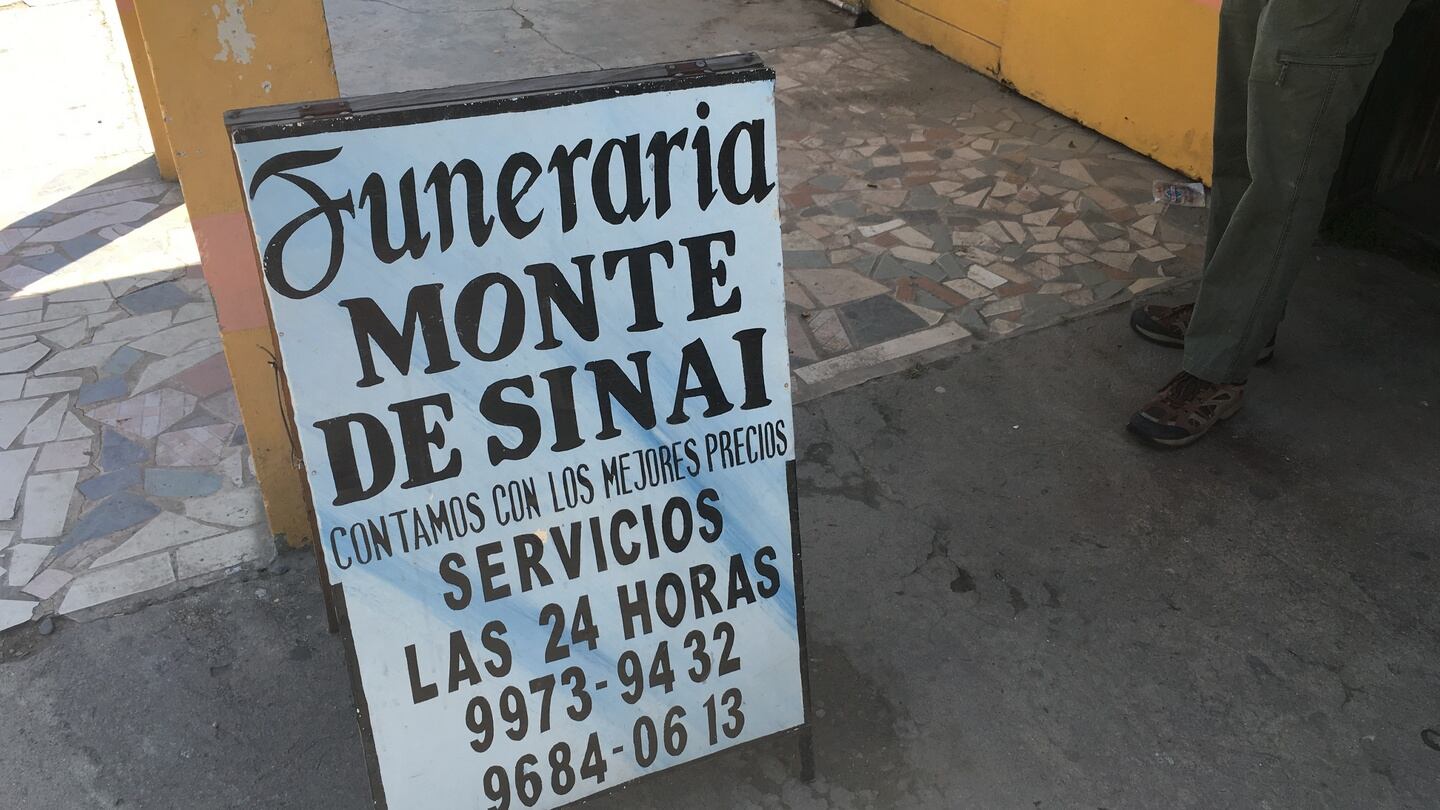 Funeraria
MONTE
DE SINAI
CONTAMOS CON LOS MEJORES PRECIOS
SERVICIOS
LAS 24 HORAS
9973-9432
9684-0613